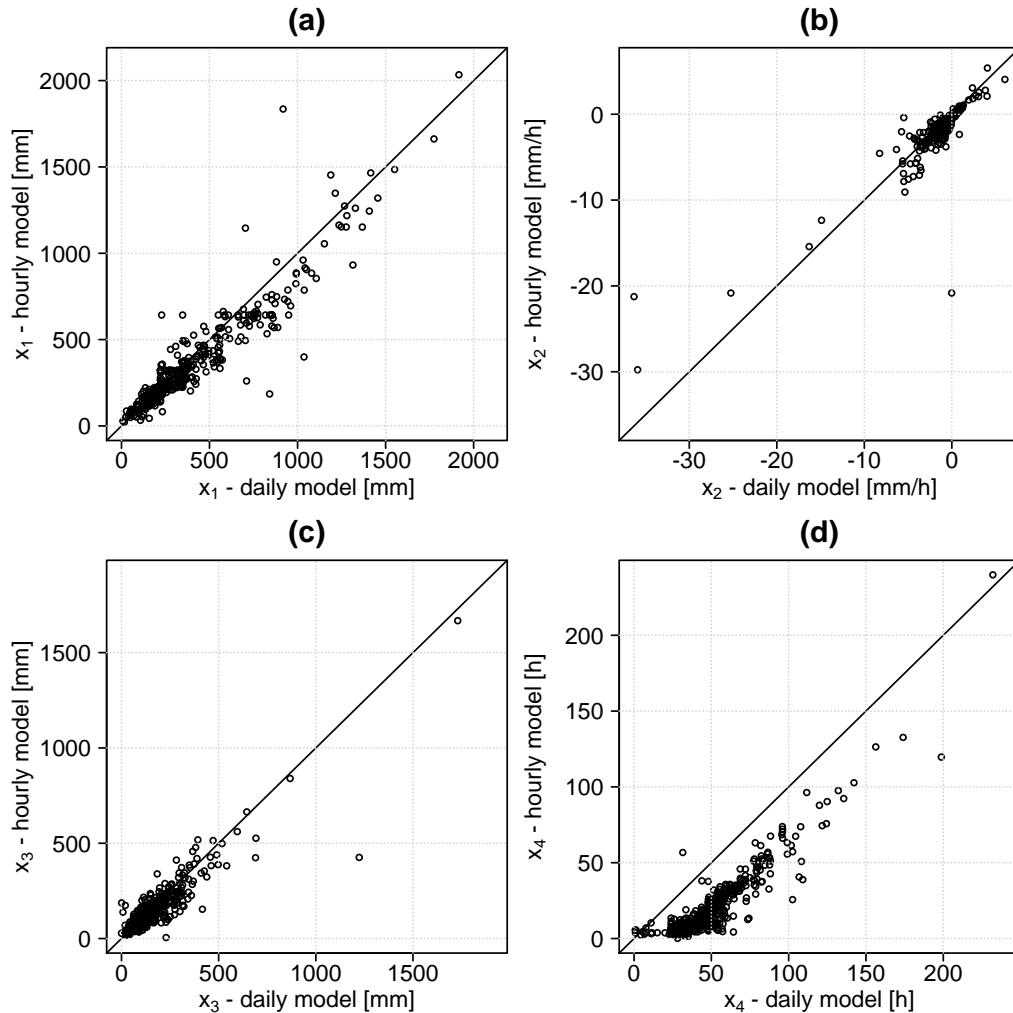 (a)
2000
1500
1000
500
0
x₁ - hourly model [mm]
0 500 1000 1500 2000
x₁ - daily model [mm]
(b)
0
-10
-20
-30
x₂ - hourly model [mm/h]
-30 -20 -10 0
x₂ - daily model [mm/h]
(c)
1500
1000
500
0
x₃ - hourly model [mm]
0 500 1000 1500
x₃ - daily model [mm]
(d)
200
150
100
50
0
x₄ - hourly model [h]
0 50 100 150 200
x₄ - daily model [h]